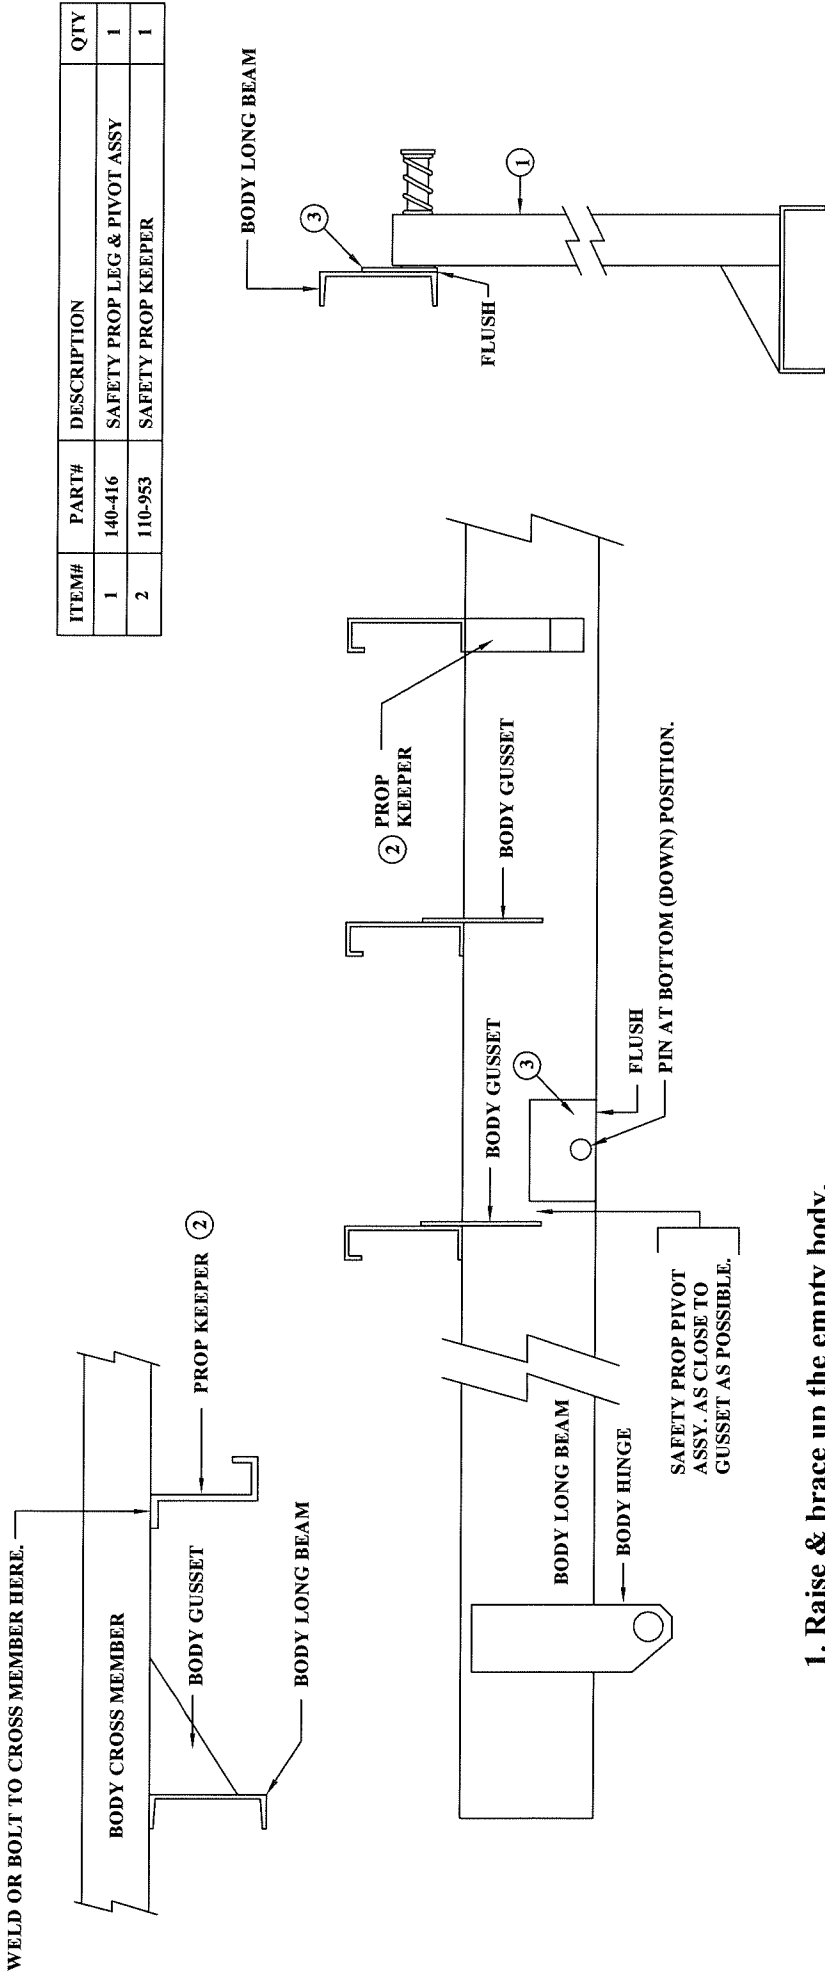 WELD OR BOLT TO CROSS MEMBER HERE.
BODY CROSS MEMBER
BODY GUSSET
PROP KEEPER 2
BODY LONG BEAM
ITEM# PART# DESCRIPTION QTY
1 140-416 SAFETY PROP LEG & PIVOT ASSY 1
2 110-953 SAFETY PROP KEEPER 1
BODY LONG BEAM
3
FLUSH
1
2 PROP
KEEPER
BODY GUSSET
BODY GUSSET
3
FLUSH
PIN AT BOTTOM (DOWN) POSITION.
SAFETY PROP PIVOT
ASSY. AS CLOSE TO
GUSSET AS POSSIBLE.
BODY LONG BEAM
BODY HINGE
1. Raise & brace up the empty body.